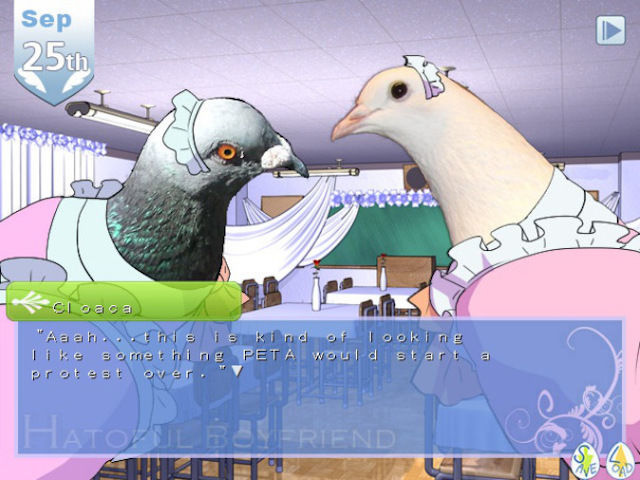 Sep
25th
Cloaca
"Aaah...this is kind of looking
like something PETA would start a
protest over."
HATOFUL BOYFRIEND
SAVE
LOAD